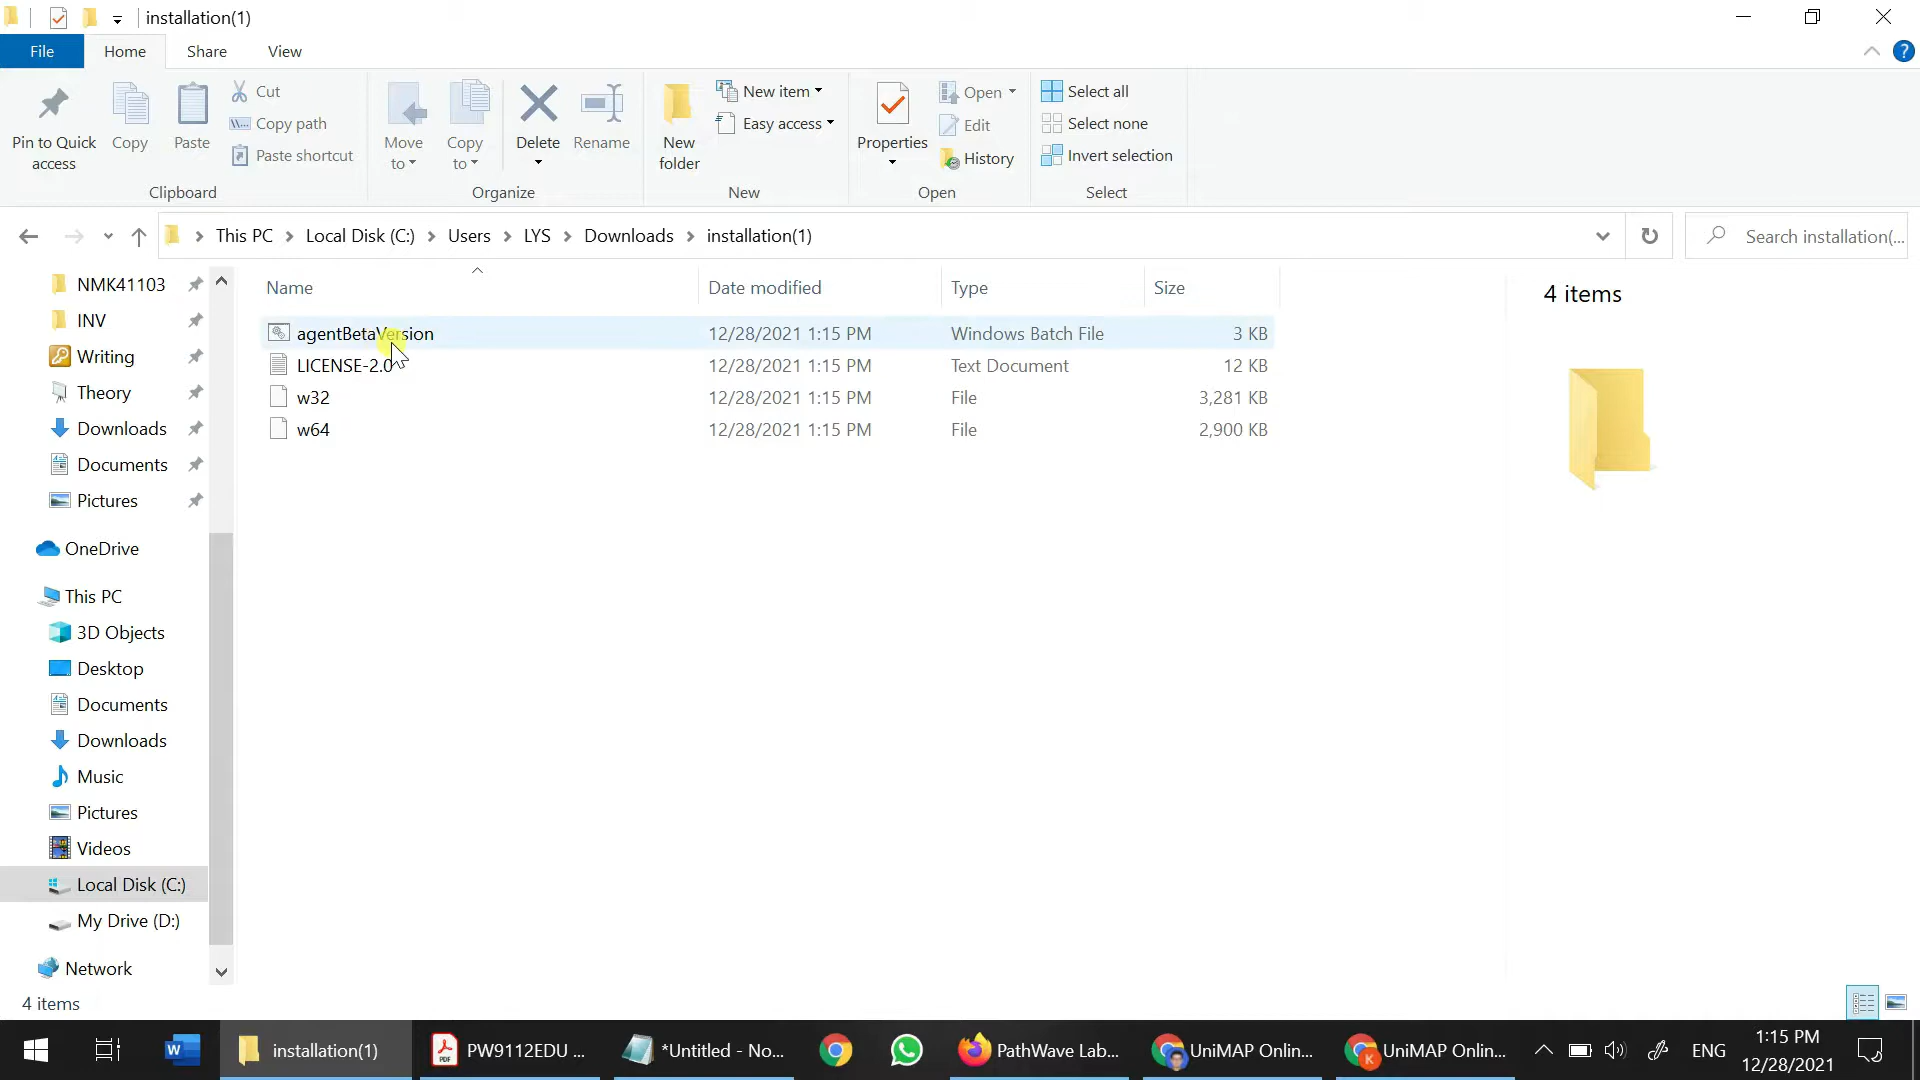 installation(1)
File Home Share View
Pin to Quick access
Copy
Paste
Cut
Copy path
Paste shortcut
Clipboard
Move to
Copy to
Delete
Rename
Organize
New folder
New item
Easy access
New
Properties
Open
Edit
History
Open
Select all
Select none
Invert selection
Select
This PC Local Disk (C:) Users LYS Downloads installation(1)
Search installation(...
Name Date modified Type Size
agentBetaVersion 12/28/2021 1:15 PM Windows Batch File 3 KB
LICENSE-2.0 12/28/2021 1:15 PM Text Document 12 KB
w32 12/28/2021 1:15 PM File 3,281 KB
w64 12/28/2021 1:15 PM File 2,900 KB
4 items
NMK41103
INV
Writing
Theory
Downloads
Documents
Pictures
OneDrive
This PC
3D Objects
Desktop
Documents
Downloads
Music
Pictures
Videos
Local Disk (C:)
My Drive (D:)
Network
4 items
installation(1)
PDF
PW9112EDU ...
*Untitled - No...
PathWave Lab...
UniMAP Onlin...
K
UniMAP Onlin...
ENG
1:15 PM
12/28/2021